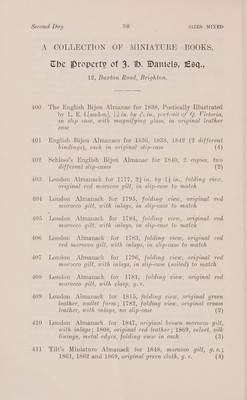 Second Day 80 SIZES MIXED
A COLLECTION OF MINIATURE BOOKS,
The Property of J. H. Daniels, Esq.,
12, Buxton Road, Brighton.
400 The English Bijou Almanac for 1838, Poetically Illustrated
by L. E. L[andon], portrait of Q. Victoria,
in slip case, with magnifying glass, in original leather
case
401 English Bijou Almanacs for 1836, 1838, 1842 (2 different
bindings), each in original slip-case (4)
402 Schloss's English Bijou Almanac for 1840, 2 copies, two
different slip-cases (2)
403 London Almanack for 1777, 2¼ in. by 1¼ in., folding view,
original red morocco gilt, in slip-case to match
404 London Almanack for 1795, folding view, original red
morocco gilt, with inlays, in slip-case to match
405 London Almanack for 1784, folding view, original red
morocco gilt, with inlays, in slip-case to match
406 London Almanack for 1783, folding view, original red
red morocco gilt, with inlays, in slip-case to match
407 London Almanack for 1796, folding view, original red
morocco gilt, with inlays, in slip-case (soiled) to match
408 London Almanack for 1781, folding view, original red
morocco gilt, with clasp, g. e.
409 London Almanack for 1815, folding view, original green
leather, wallet form; 1782, folding view, original cream
leather, with inlays, no slip-case (2)
410 London Almanack for 1847, original brown morocco gilt,
with inlays; 1808, original red leather; 1869, velvet, silk
linings, metal edges, folding view in each (3)
411 Tilt's Miniature Almanack for 1848, morocco gilt, g. e.;
1861, 1862 and 1869, original green cloth, g. e. (4)